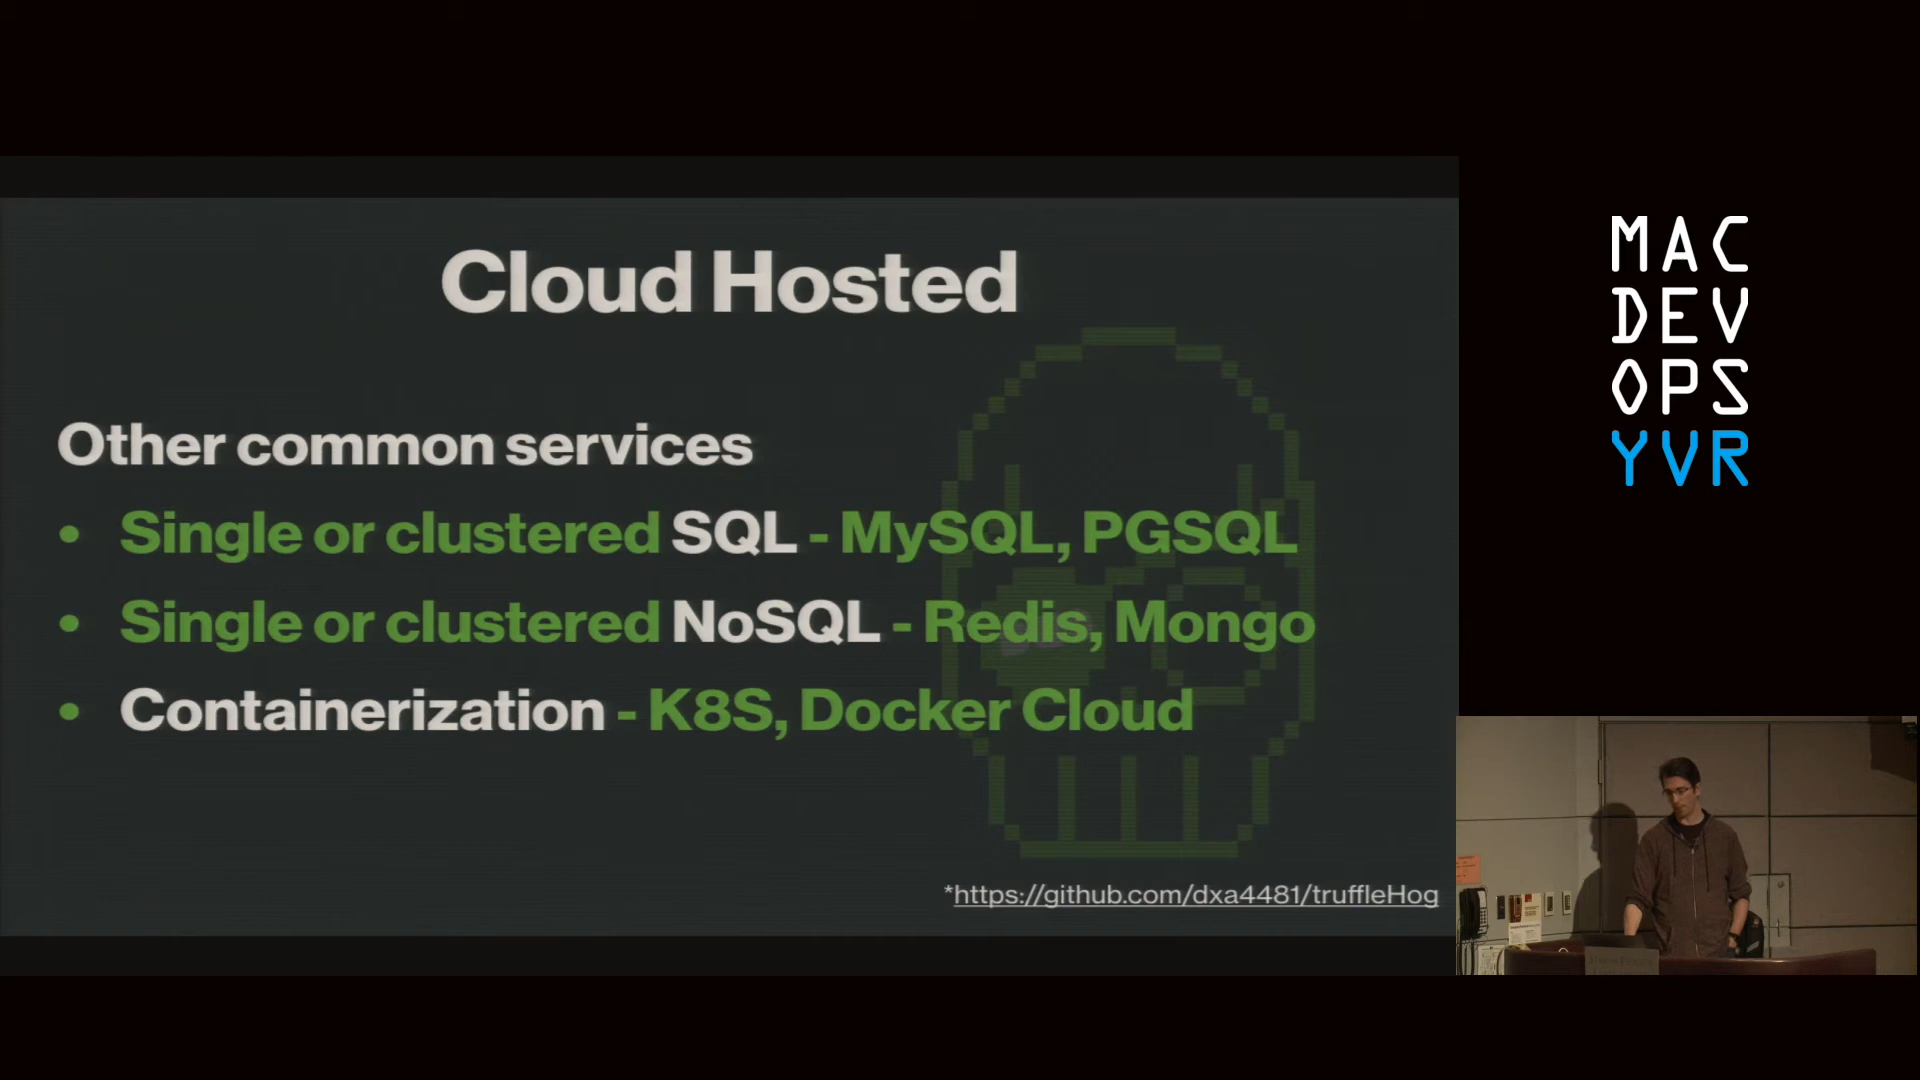 Cloud Hosted
Other common services
• Single or clustered SQL - MySQL, PGSQL
• Single or clustered NoSQL - Redis, Mongo
• Containerization - K8S, Docker Cloud
*https://github.com/dxa4481/truffleHog
MAC
DEV
OPS
YVR